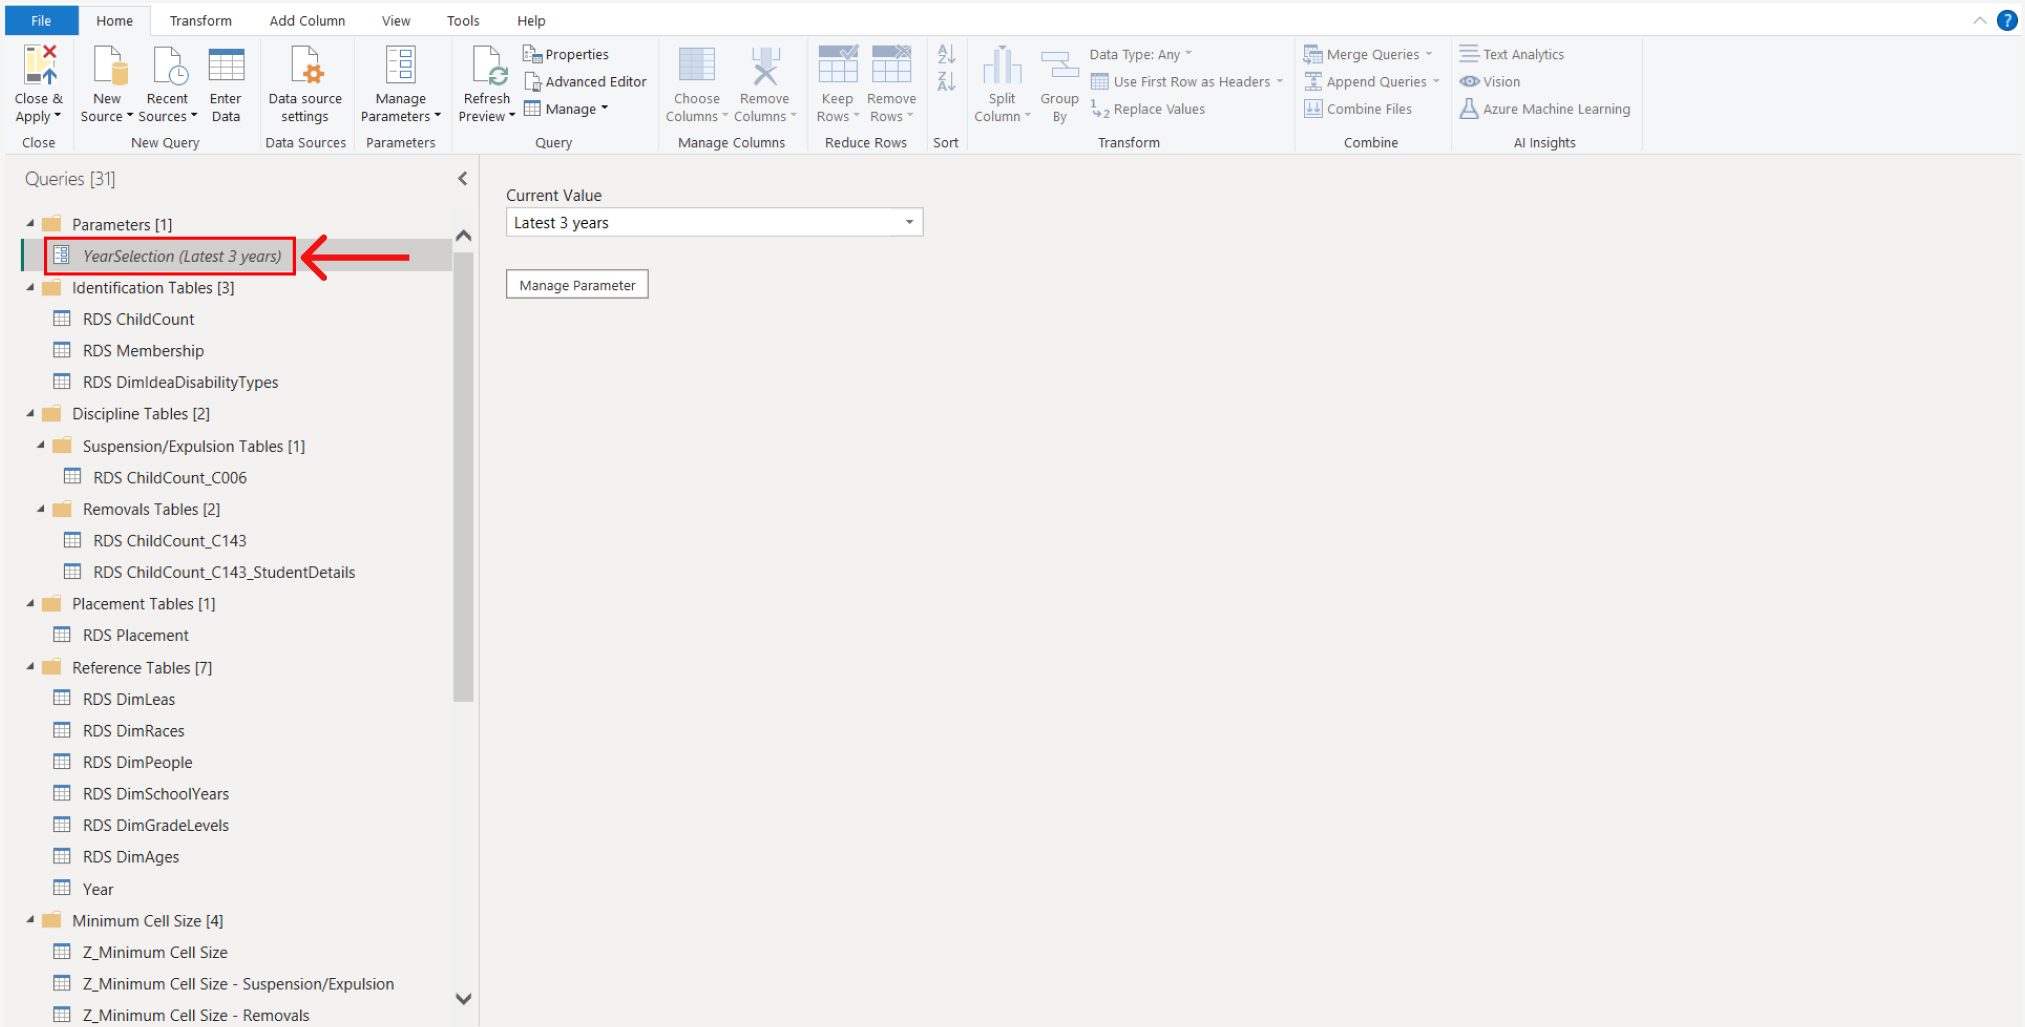 File Home Transform Add Column View Tools Help
?
Close & Apply
New Source
Recent Sources
Enter Data
Data source settings
Manage Parameters
Refresh Preview
Properties
Advanced Editor
Manage
Choose Columns
Remove Columns
Keep Rows
Remove Rows
A
Z
Z
A
Split Column
Group By
Data Type: Any
Use First Row as Headers
1 2 Replace Values
Merge Queries
Append Queries
Combine Files
Text Analytics
Vision
Azure Machine Learning
Close New Query Data Sources Parameters Query Manage Columns Reduce Rows Sort Transform Combine AI Insights
Queries [31]
Parameters [1]
YearSelection (Latest 3 years)
Identification Tables [3]
RDS ChildCount
RDS Membership
RDS DimIdeaDisabilityTypes
Discipline Tables [2]
Suspension/Expulsion Tables [1]
RDS ChildCount_C006
Removals Tables [2]
RDS ChildCount_C143
RDS ChildCount_C143_StudentDetails
Placement Tables [1]
RDS Placement
Reference Tables [7]
RDS DimLeas
RDS DimRaces
RDS DimPeople
RDS DimSchoolYears
RDS DimGradeLevels
RDS DimAges
Year
Minimum Cell Size [4]
Z_Minimum Cell Size
Z_Minimum Cell Size - Suspension/Expulsion
Z_Minimum Cell Size - Removals
Current Value
Latest 3 years
Manage Parameter